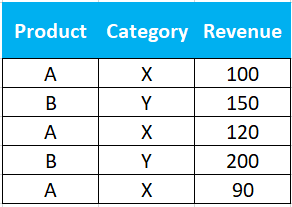 Product Category Revenue
A X 100
B Y 150
A X 120
B Y 200
A X 90